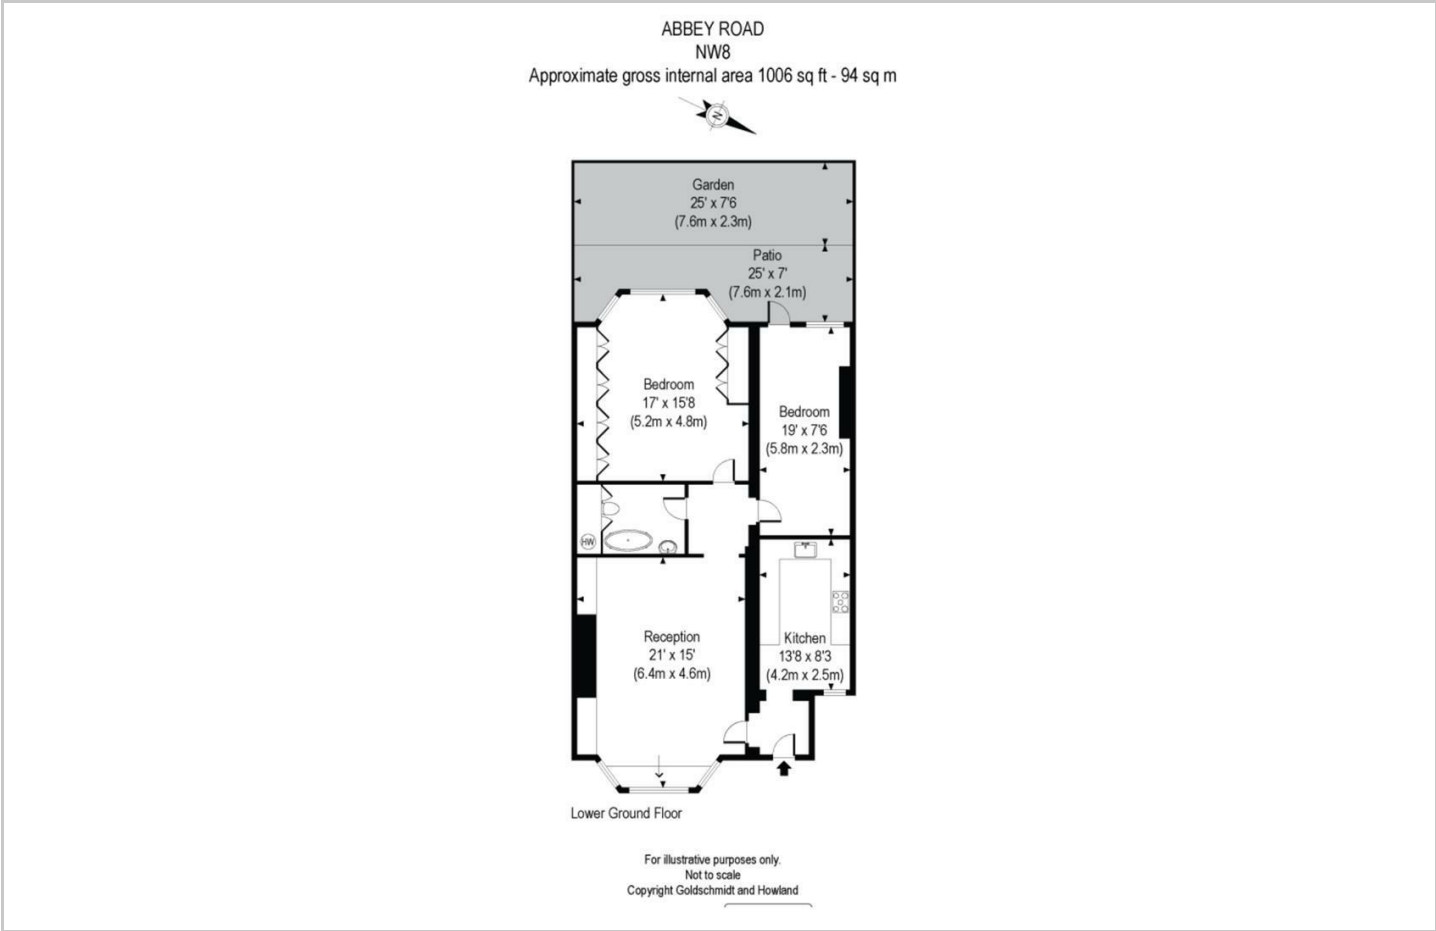 ABBEY ROAD
NW8
Approximate gross internal area 1006 sq ft - 94 sq m
N
Garden
25' x 7'6
(7.6m x 2.3m)
Patio
25' x 7'
(7.6m x 2.1m)
Bedroom
17' x 15'8
(5.2m x 4.8m)
Bedroom
19' x 7'6
(5.8m x 2.3m)
HW
Reception
21' x 15'
(6.4m x 4.6m)
Kitchen
13'8 x 8'3
(4.2m x 2.5m)
Lower Ground Floor
For illustrative purposes only.
Not to scale
Copyright Goldschmidt and Howland